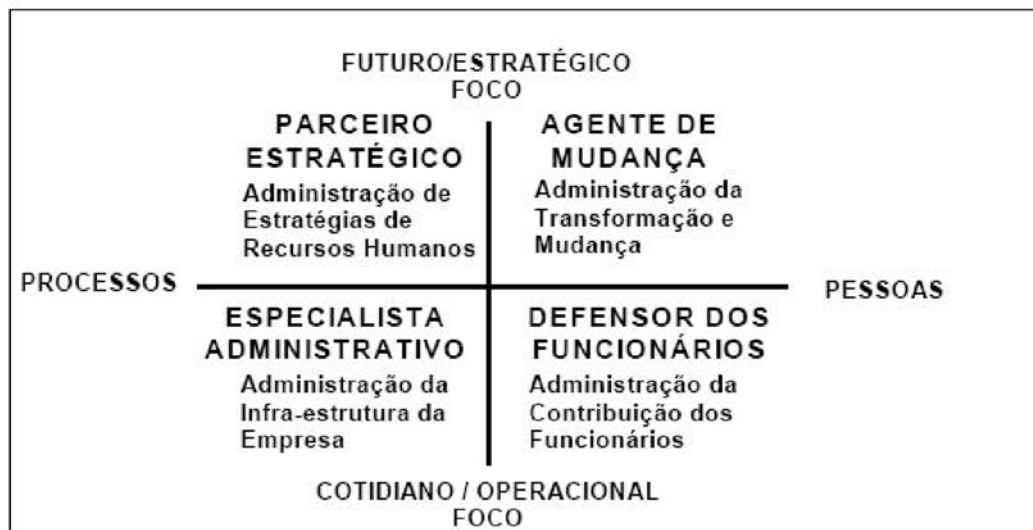 FUTURO/ESTRATÉGICO
FOCO
PARCEIRO
ESTRATÉGICO
Administração de
Estratégias de
Recursos Humanos
AGENTE DE
MUDANÇA
Administração da
Transformação e
Mudança
PROCESSOS
PESSOAS
ESPECIALISTA
ADMINISTRATIVO
Administração da
Infra-estrutura da
Empresa
DEFENSOR DOS
FUNCIONÁRIOS
Administração da
Contribuição dos
Funcionários
COTIDIANO / OPERACIONAL
FOCO